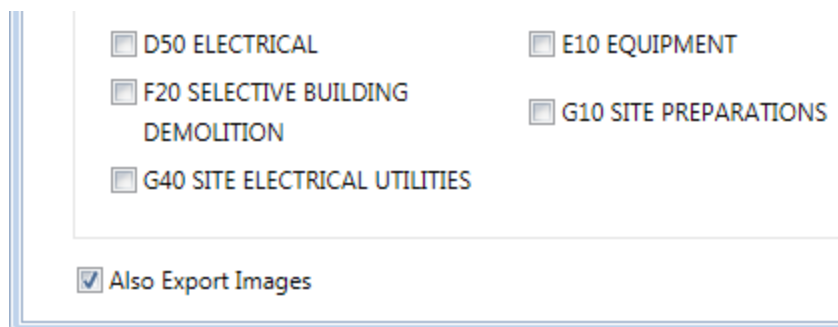 D50 ELECTRICAL
E10 EQUIPMENT
F20 SELECTIVE BUILDING
DEMOLITION
G10 SITE PREPARATIONS
G40 SITE ELECTRICAL UTILITIES
Also Export Images